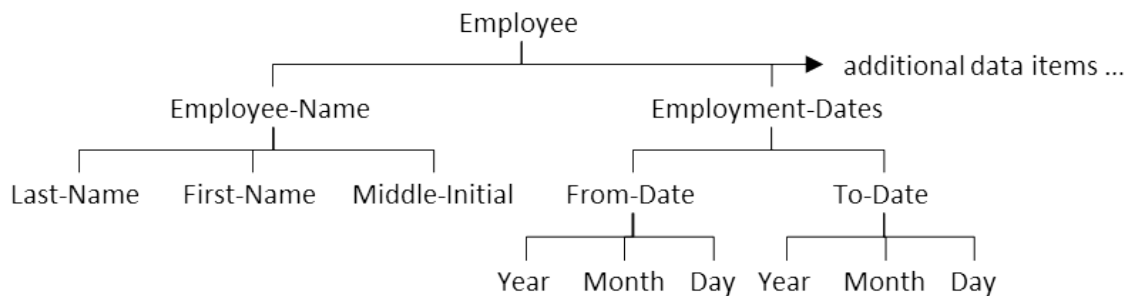 Employee
additional data items ...
Employee-Name Employment-Dates
Last-Name First-Name Middle-Initial From-Date To-Date
Year Month Day Year Month Day